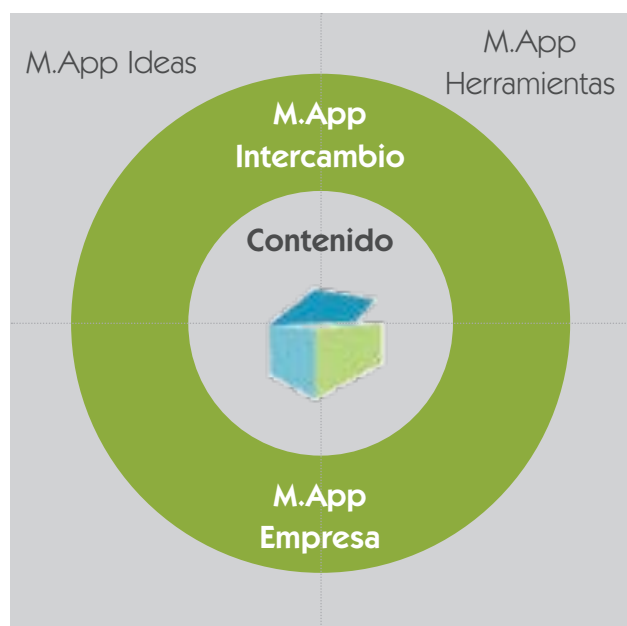 M.App Ideas
M.App
Herramientas
M.App
Intercambio
Contenido
M.App
Empresa